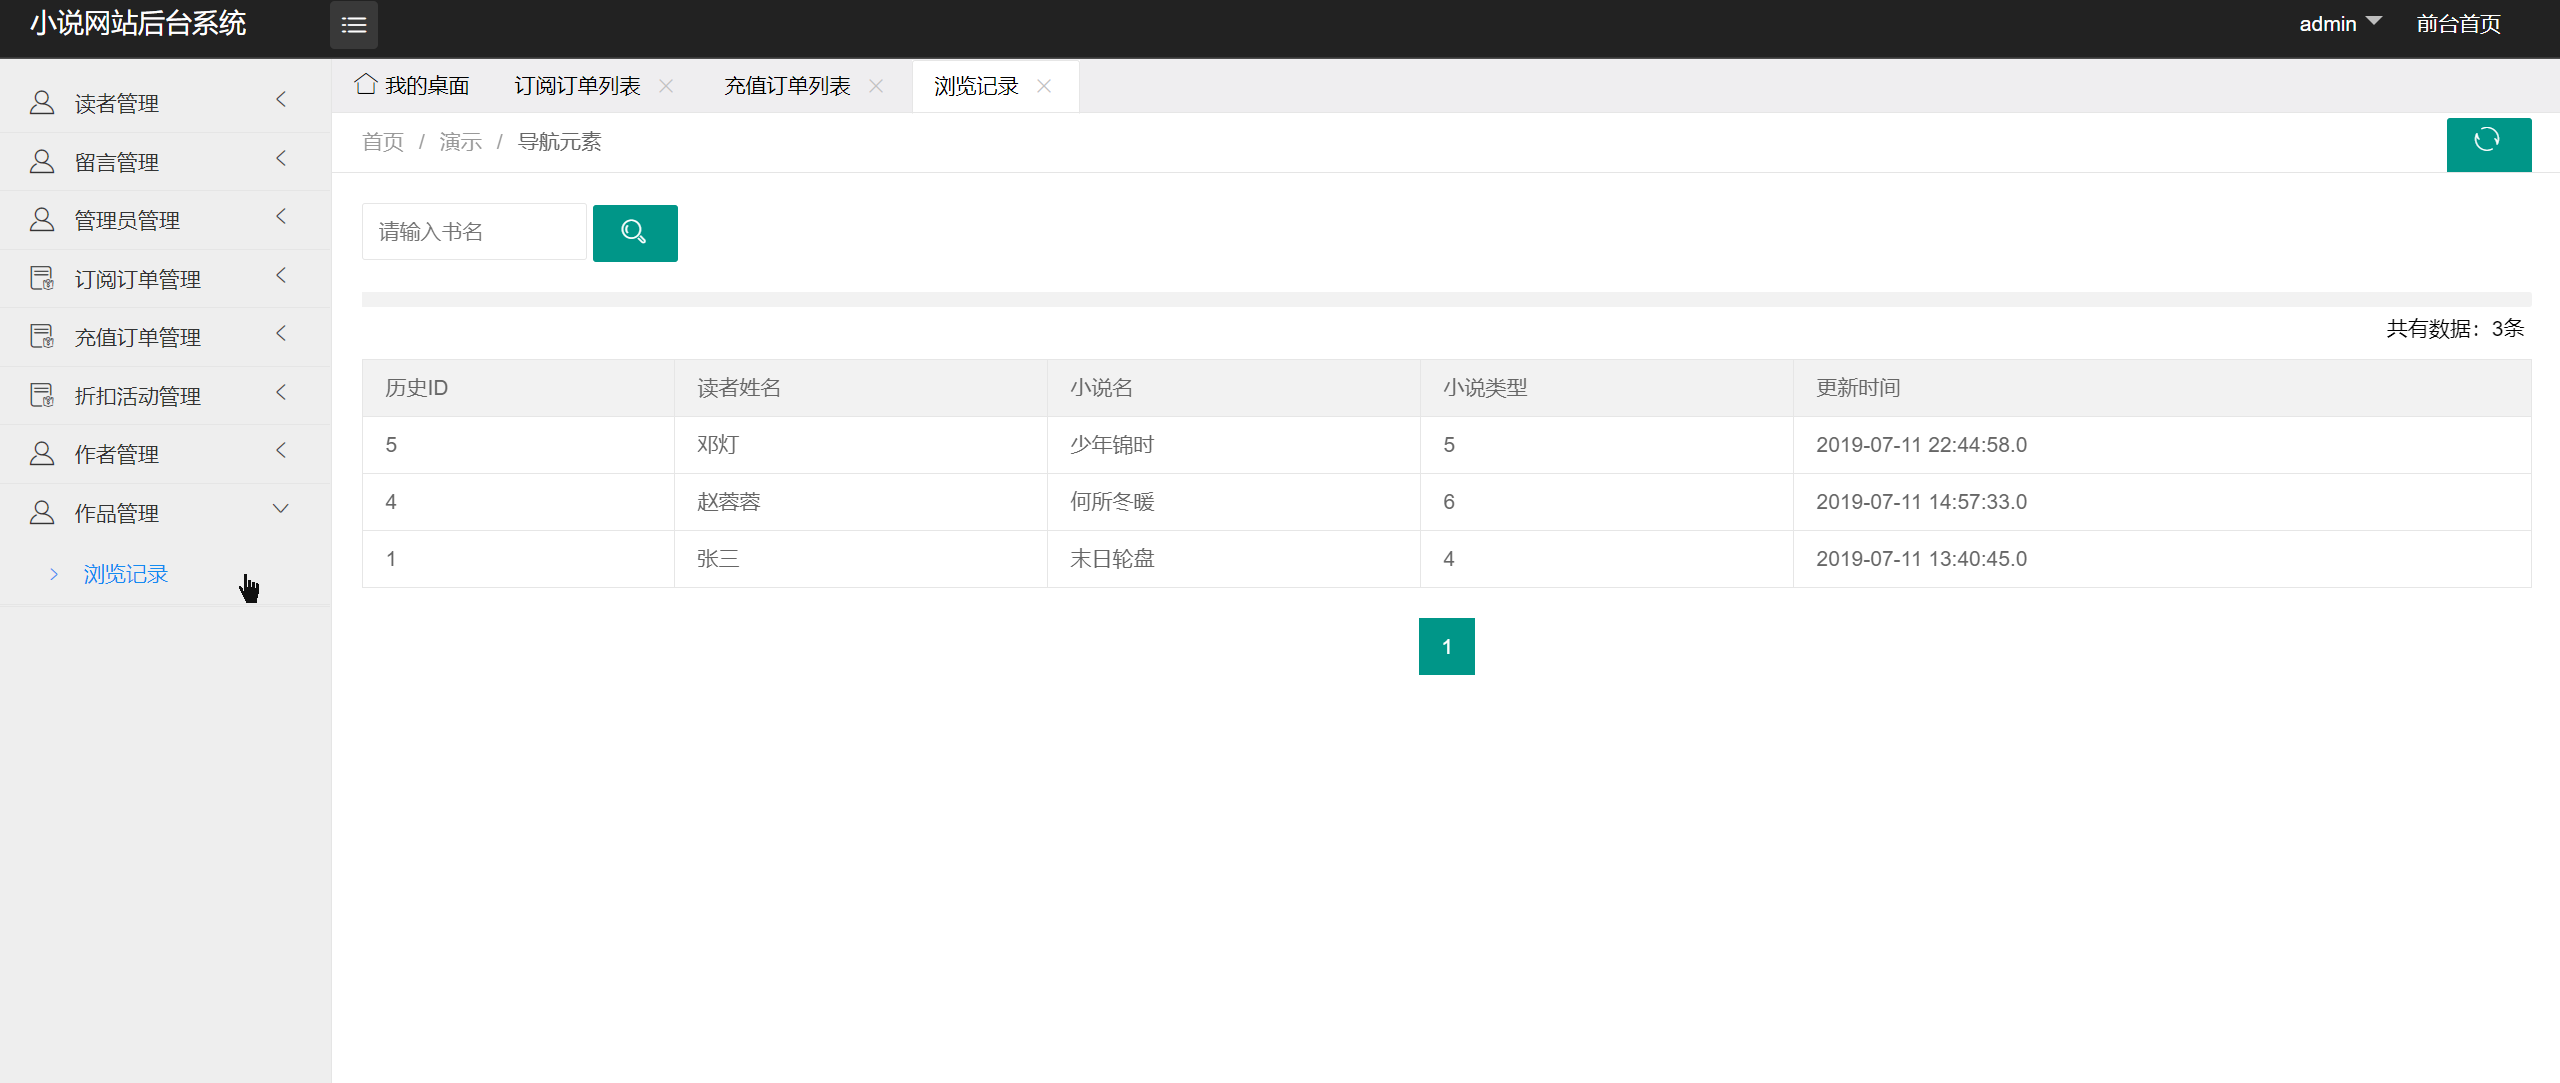 小说网站后台系统
admin 前台首页
读者管理
留言管理
管理员管理
订阅订单管理
充值订单管理
折扣活动管理
作者管理
作品管理
浏览记录
我的桌面 订阅订单列表 充值订单列表 浏览记录
首页 / 演示 / 导航元素
请输入书名
共有数据：3条
历史ID 读者姓名 小说名 小说类型 更新时间
5 邓灯 少年锦时 5 2019-07-11 22:44:58.0
4 赵蓉蓉 何所冬暖 6 2019-07-11 14:57:33.0
1 张三 末日轮盘 4 2019-07-11 13:40:45.0
1